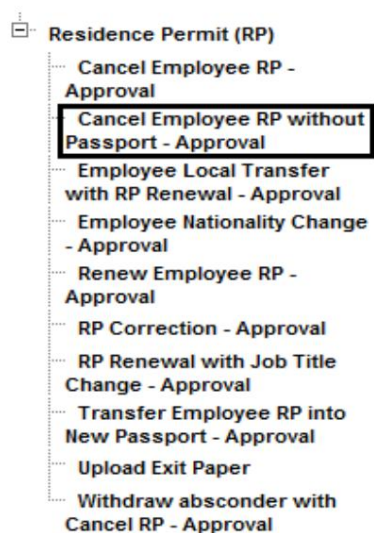 Residence Permit (RP)
Cancel Employee RP -
Approval
Cancel Employee RP without
Passport - Approval
Employee Local Transfer
with RP Renewal - Approval
Employee Nationality Change
- Approval
Renew Employee RP -
Approval
RP Correction - Approval
RP Renewal with Job Title
Change - Approval
Transfer Employee RP into
New Passport - Approval
Upload Exit Paper
Withdraw absconder with
Cancel RP - Approval